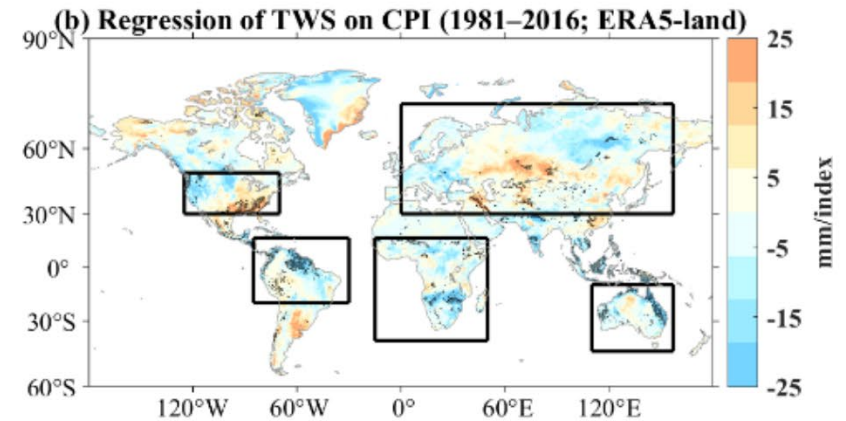 (b) Regression of TWS on CPI (1981–2016; ERA5-land)
90°N
60°N
30°N
0°
30°S
60°S
120°W
60°W
0°
60°E
120°E
25
15
5
-5
-15
-25
mm/index